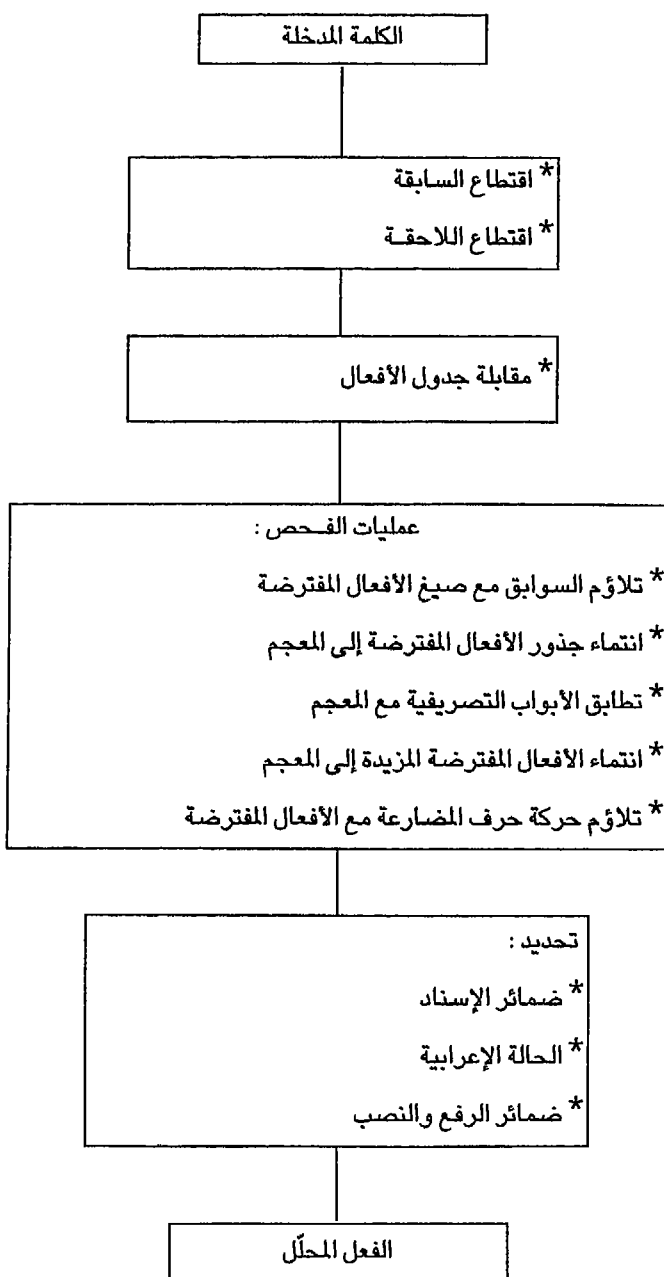 الكلمة المدخلة
* اقتطاع السابقة
* اقتطاع اللاحقـة
* مقابلة جدول الأفعال
عمليات الفـحص :
* تلاؤم السوابق مع صيغ الأفعال المفترضة
* انتماء جذور الأفعال المفترضة إلى المعجم
* تطابق الأبواب التصريفية مع المعجم
* انتماء الأفعال المفترضة المزيدة إلى المعجم
* تلاؤم حركة حرف المضارعة مع الأفعال المفترضة
تحديد :
* ضمائر الإسناد
* الحالة الإعرابية
* ضمائر الرفع والنصب
الفعل المحلّل